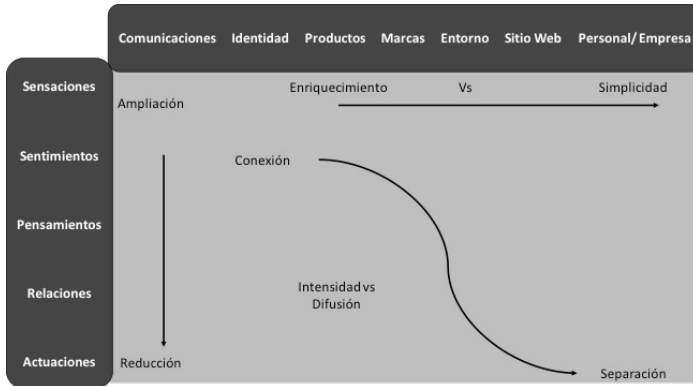 Comunicaciones Identidad Productos Marcas Entorno Sitio Web Personal/Empresa
Sensaciones
Enriquecimiento Vs Simplicidad
Ampliación
Sentimientos
Conexión
Pensamientos
Relaciones
Intensidad vs
Difusión
Actuaciones
Reducción
Separación